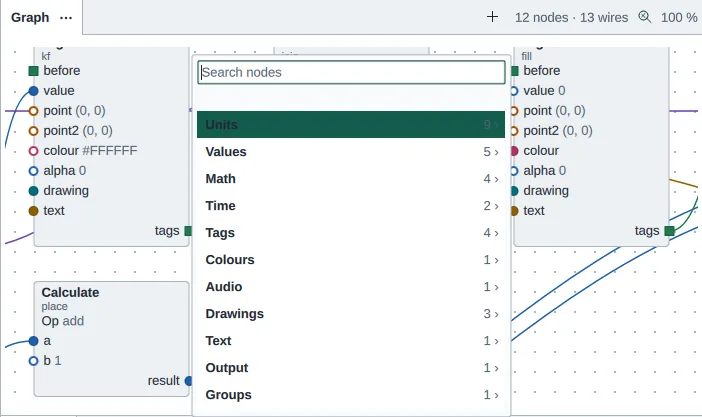 Graph ···
+ 12 nodes · 13 wires 100 %
kf
before
value
point (0, 0)
point2 (0, 0)
colour #FFFFFF
alpha 0
drawing
text
tags
Calculate
place
Op add
a
b 1
result
Search nodes
Units 9 ›
Values 5 ›
Math 4 ›
Time 2 ›
Tags 4 ›
Colours 1 ›
Audio 1 ›
Drawings 3 ›
Text 1 ›
Output 1 ›
Groups 1 ›
fill
before
value 0
point (0, 0)
point2 (0, 0)
colour
alpha 0
drawing
text
tags